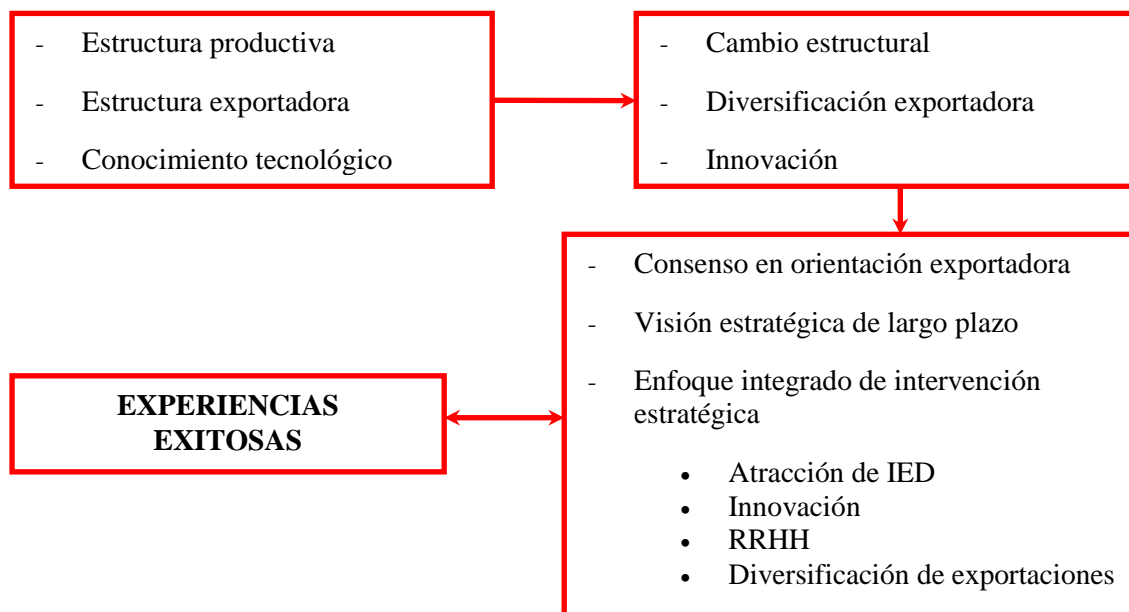 - Estructura productiva
- Estructura exportadora
- Conocimiento tecnológico
- Cambio estructural
- Diversificación exportadora
- Innovación
- Consenso en orientación exportadora
- Visión estratégica de largo plazo
- Enfoque integrado de intervención
estratégica
• Atracción de IED
• Innovación
• RRHH
• Diversificación de exportaciones
EXPERIENCIAS
EXITOSAS